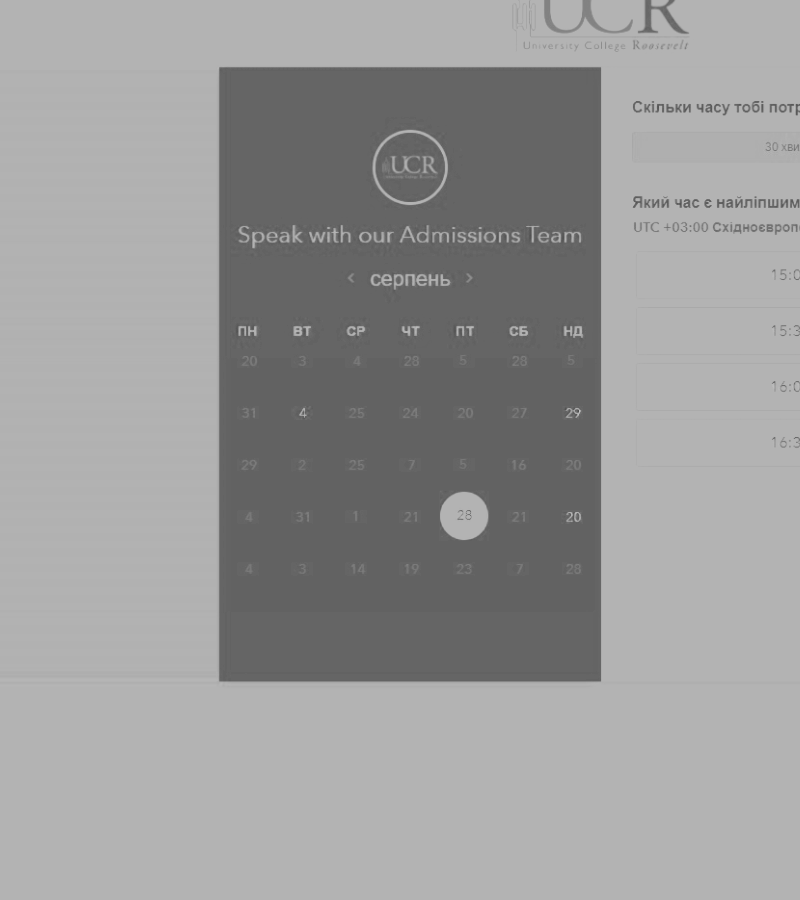 UCR
University College Roosevelt
UCR
Speak with our Admissions Team
серпень
ПН ВТ СР ЧТ ПТ СБ НД
20 3 4 28 5 28 5
31 4 25 24 20 27 29
29 2 25 7 5 16 20
4 31 1 21 28 21 20
4 3 14 19 23 7 28
Скільки часу тобі потр
30 хви
Який час є найліпшим
UTC +03:00 Східноєвроп
15:0
15:3
16:0
16:3